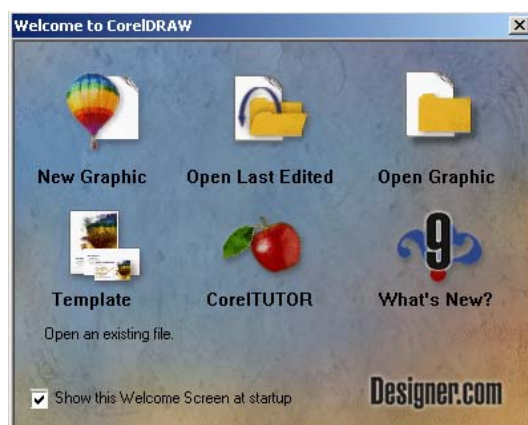 Welcome to CorelDRAW
New Graphic
Open Last Edited
Open Graphic
9
Template
CorelTUTOR
What's New?
Open an existing file.
Show this Welcome Screen at startup
Designer.com